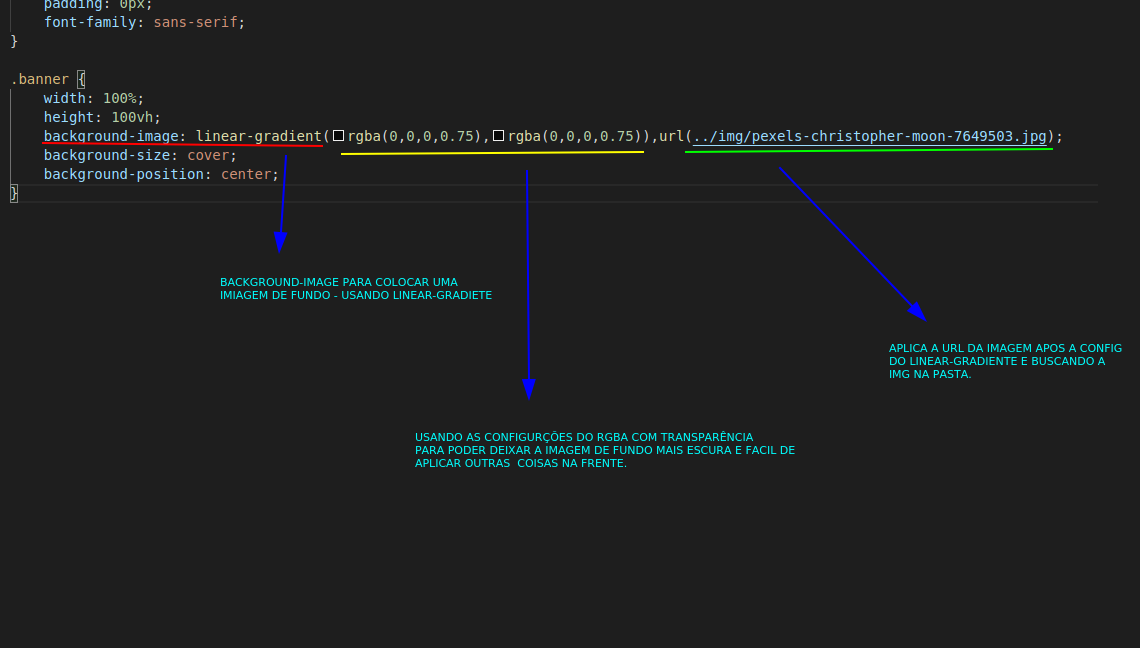 padding: 0px;
font-family: sans-serif;
}
.banner {
width: 100%;
height: 100vh;
background-image: linear-gradient(rgba(0,0,0,0.75),rgba(0,0,0,0.75)),url(../img/pexels-christopher-moon-7649503.jpg);
background-size: cover;
background-position: center;
}
BACKGROUND-IMAGE PARA COLOCAR UMA
IMIAGEM DE FUNDO - USANDO LINEAR-GRADIETE
APLICA A URL DA IMAGEM APOS A CONFIG
DO LINEAR-GRADIENTE E BUSCANDO A
IMG NA PASTA.
USANDO AS CONFIGURÇÕES DO RGBA COM TRANSPARÊNCIA
PARA PODER DEIXAR A IMAGEM DE FUNDO MAIS ESCURA E FACIL DE
APLICAR OUTRAS  COISAS NA FRENTE.